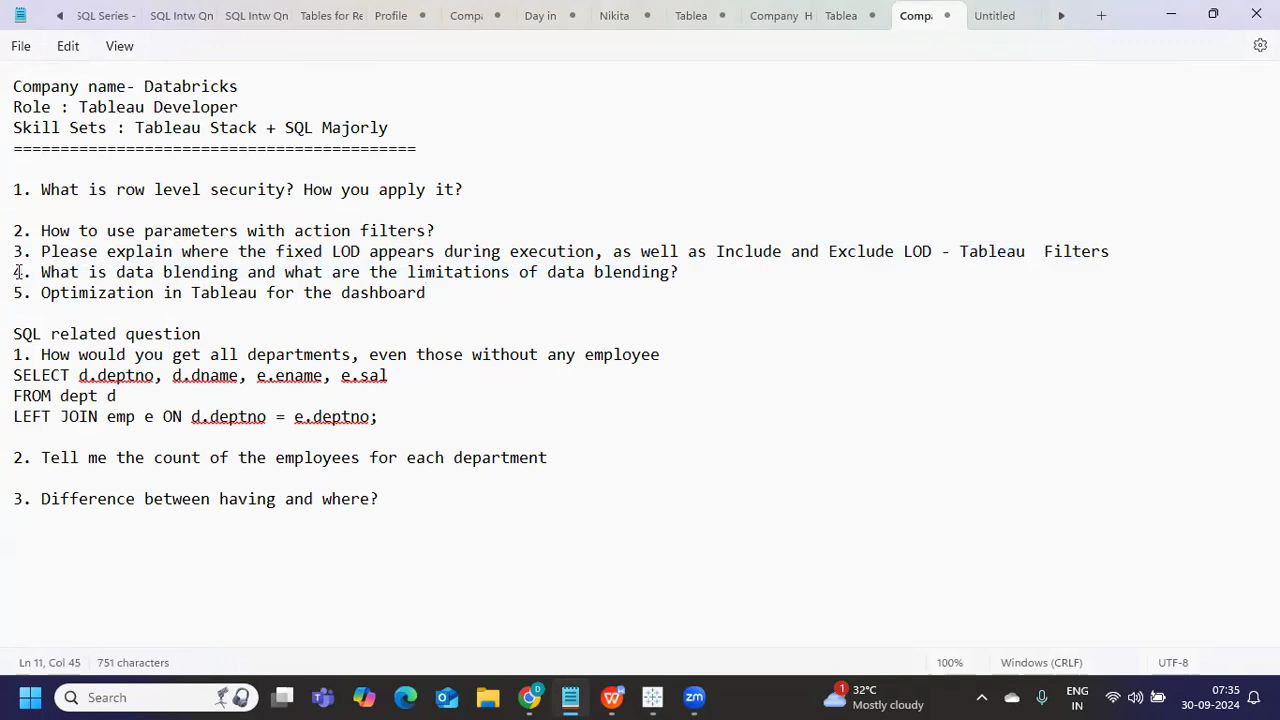 SQL Series -
SQL Intw Qn
SQL Intw Qn
Tables for Re
Profile
Compa
Day in
Nikita
Tablea
Company H
Tablea
Compa
Untitled
File Edit View
Company name- Databricks
Role : Tableau Developer
Skill Sets : Tableau Stack + SQL Majorly
===========================================
1. What is row level security? How you apply it?
2. How to use parameters with action filters?
3. Please explain where the fixed LOD appears during execution, as well as Include and Exclude LOD - Tableau  Filters
4. What is data blending and what are the limitations of data blending?
5. Optimization in Tableau for the dashboard
SQL related question
1. How would you get all departments, even those without any employee
SELECT d.deptno, d.dname, e.ename, e.sal
FROM dept d
LEFT JOIN emp e ON d.deptno = e.deptno;
2. Tell me the count of the employees for each department
3. Difference between having and where?
Ln 11, Col 45 751 characters 100% Windows (CRLF) UTF-8
Search
1
32°C
Mostly cloudy
ENG
IN
07:35
30-09-2024